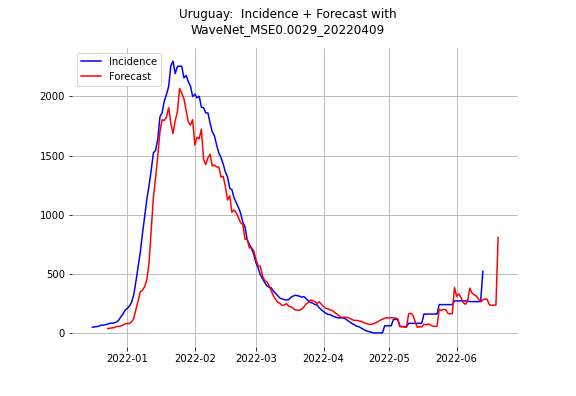 Uruguay:  Incidence + Forecast with
WaveNet_MSE0.0029_20220409
Incidence
Forecast
2000
1500
1000
500
0
2022-01
2022-02
2022-03
2022-04
2022-05
2022-06